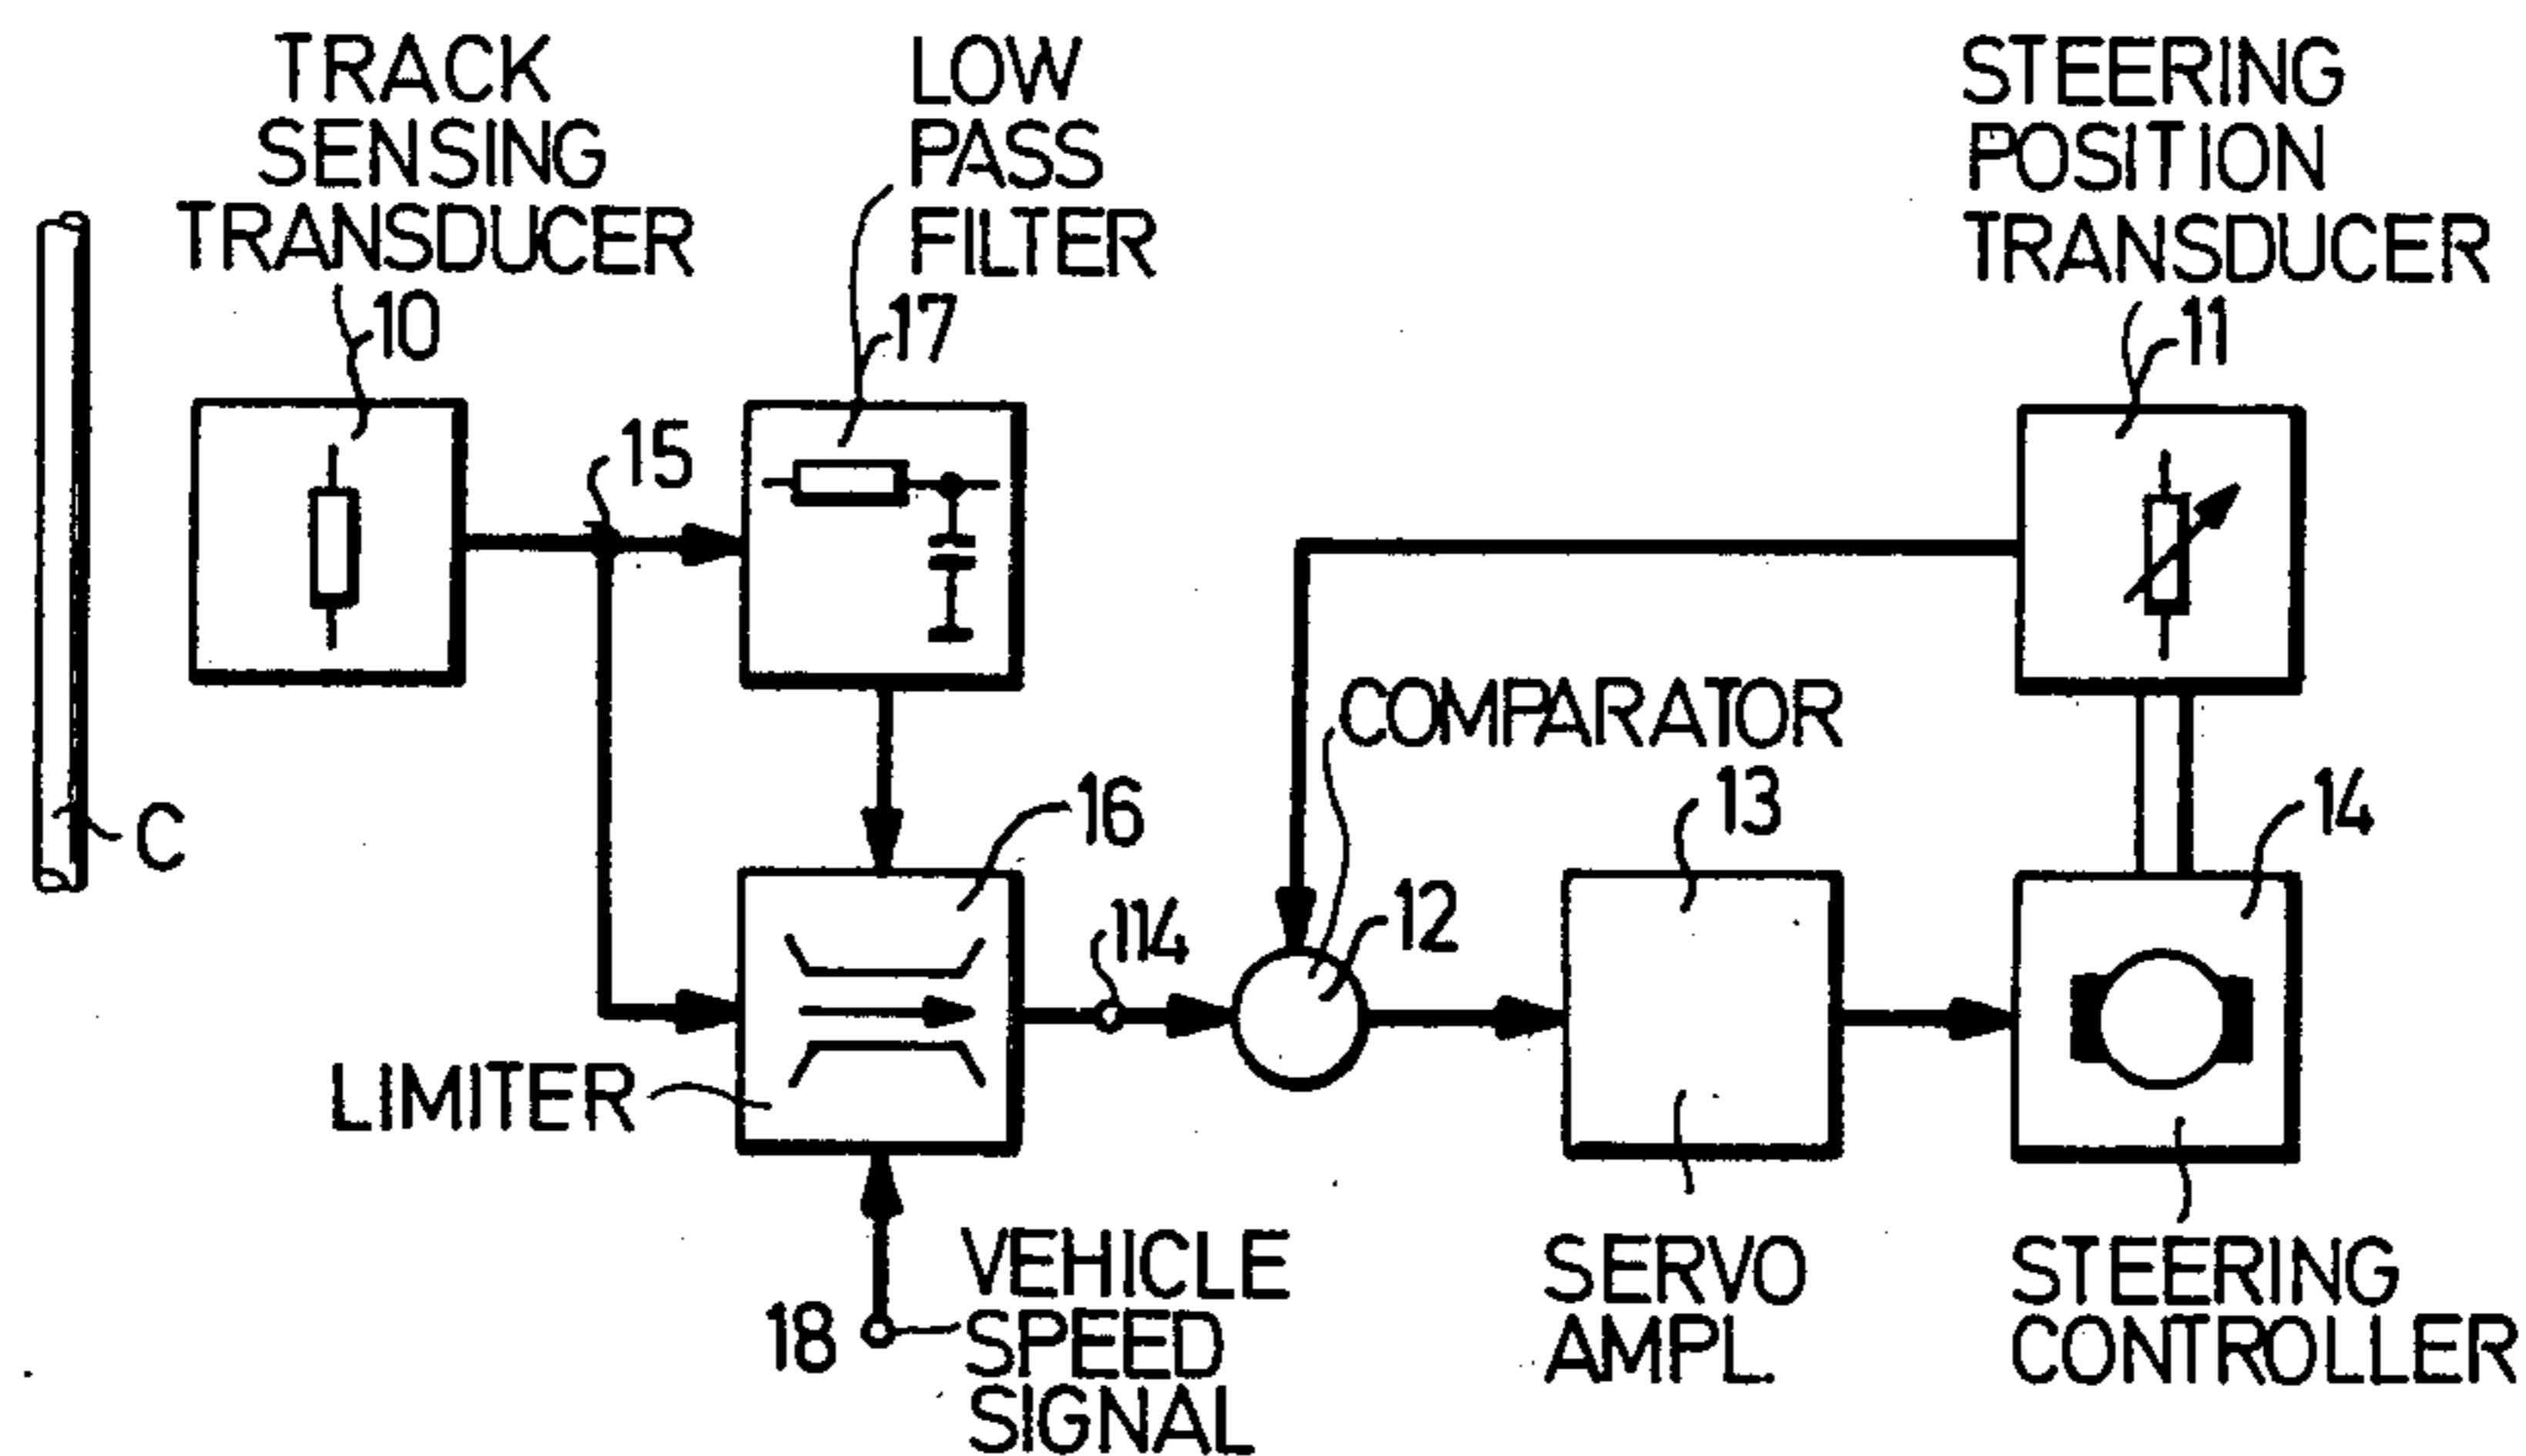 TRACK
SENSING
TRANSDUCER
10
LOW
PASS
FILTER
17
STEERING
POSITION
TRANSDUCER
11
15
C
COMPARATOR
16
114
12
13
14
LIMITER
18
VEHICLE
SPEED
SIGNAL
SERVO
AMPL.
STEERING
CONTROLLER